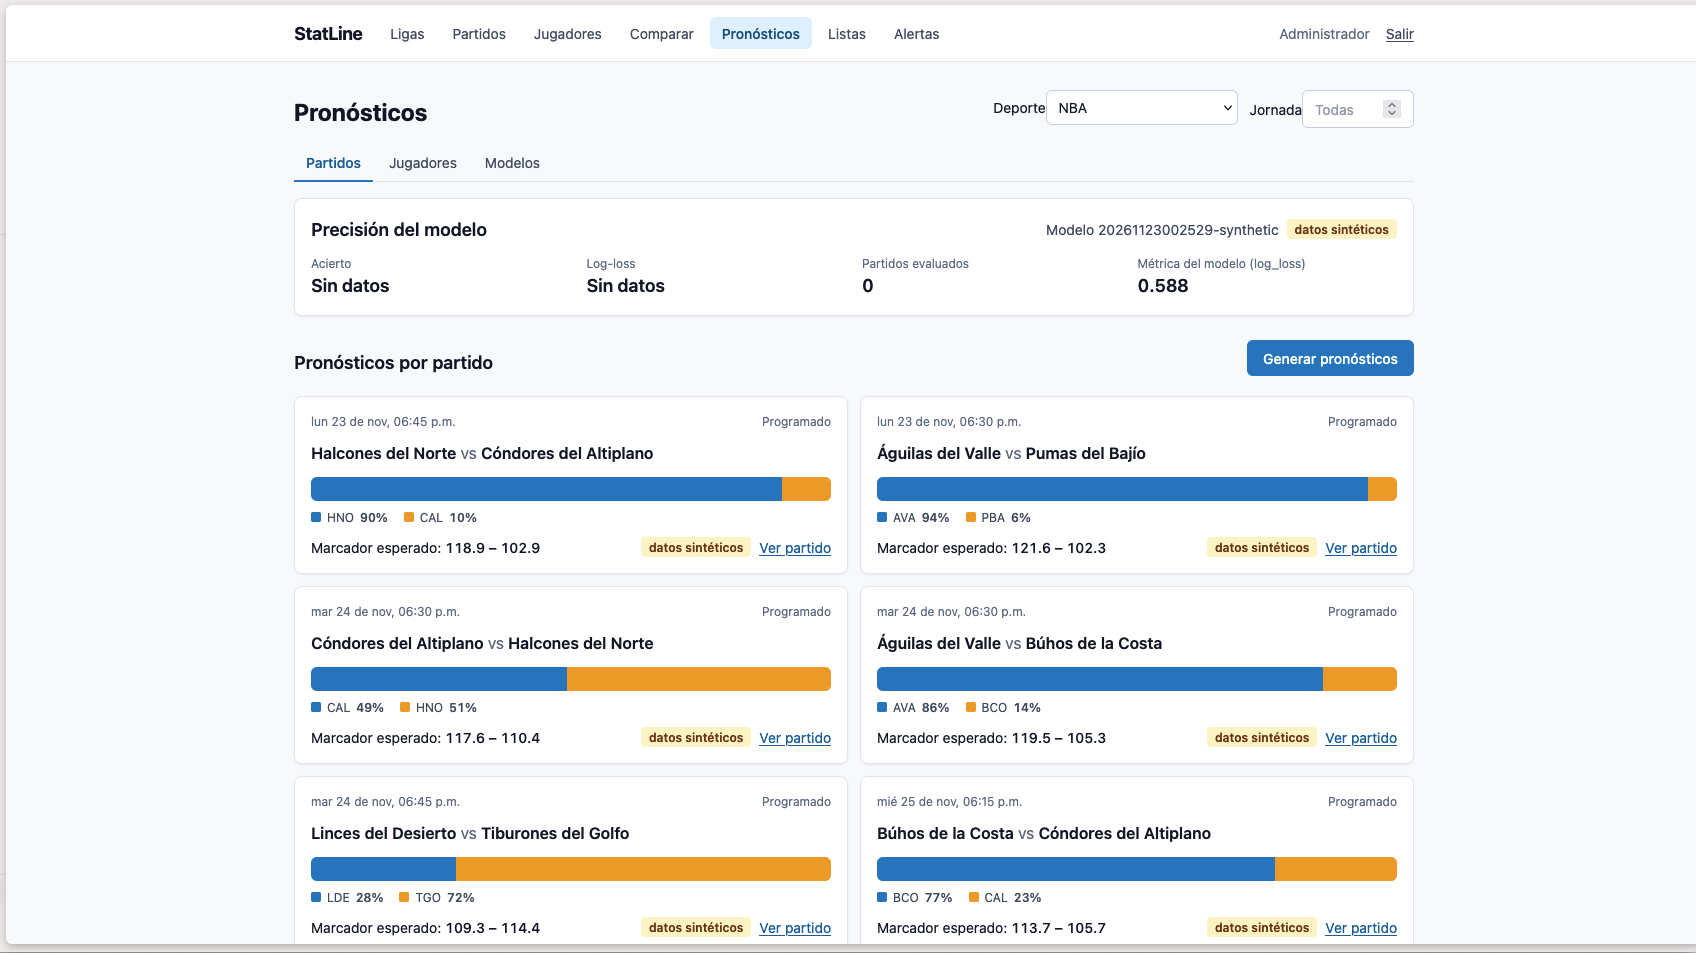 StatLine Ligas Partidos Jugadores Comparar Pronósticos Listas Alertas Administrador Salir
Pronósticos Deporte NBA Jornada Todas
Partidos Jugadores Modelos
Precisión del modelo Modelo 20261123002529-synthetic datos sintéticos
Acierto Log-loss Partidos evaluados Métrica del modelo (log_loss)
Sin datos Sin datos 0 0.588
Pronósticos por partido Generar pronósticos
lun 23 de nov, 06:45 p.m. Programado
Halcones del Norte vs Cóndores del Altiplano
HNO 90% CAL 10%
Marcador esperado: 118.9 – 102.9 datos sintéticos Ver partido
lun 23 de nov, 06:30 p.m. Programado
Águilas del Valle vs Pumas del Bajío
AVA 94% PBA 6%
Marcador esperado: 121.6 – 102.3 datos sintéticos Ver partido
mar 24 de nov, 06:30 p.m. Programado
Cóndores del Altiplano vs Halcones del Norte
CAL 49% HNO 51%
Marcador esperado: 117.6 – 110.4 datos sintéticos Ver partido
mar 24 de nov, 06:30 p.m. Programado
Águilas del Valle vs Búhos de la Costa
AVA 86% BCO 14%
Marcador esperado: 119.5 – 105.3 datos sintéticos Ver partido
mar 24 de nov, 06:45 p.m. Programado
Linces del Desierto vs Tiburones del Golfo
LDE 28% TGO 72%
Marcador esperado: 109.3 – 114.4 datos sintéticos Ver partido
mié 25 de nov, 06:15 p.m. Programado
Búhos de la Costa vs Cóndores del Altiplano
BCO 77% CAL 23%
Marcador esperado: 113.7 – 105.7 datos sintéticos Ver partido